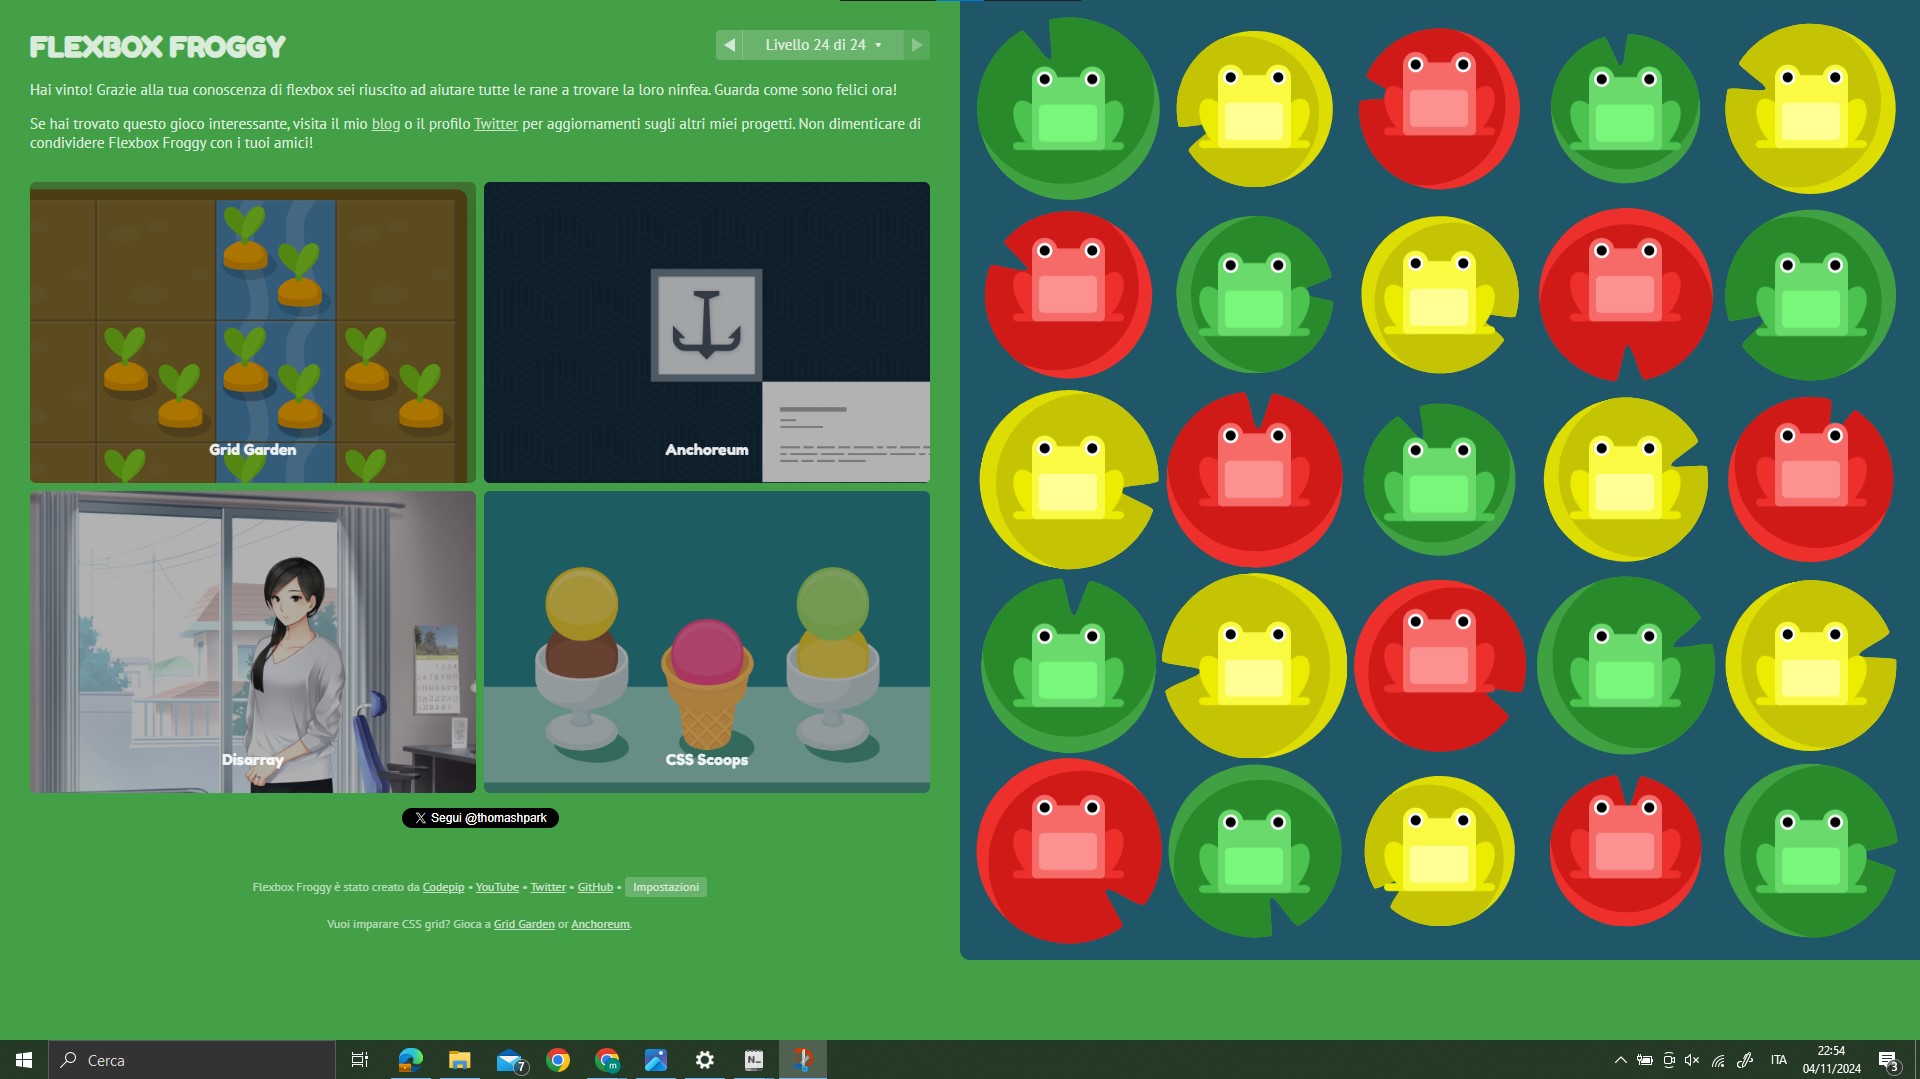 FLEXBOX FROGGY
Livello 24 di 24
Hai vinto! Grazie alla tua conoscenza di flexbox sei riuscito ad aiutare tutte le rane a trovare la loro ninfea. Guarda come sono felici ora!
Se hai trovato questo gioco interessante, visita il mio blog o il profilo Twitter per aggiornamenti sugli altri miei progetti. Non dimenticare di
condividere Flexbox Froggy con i tuoi amici!
Grid Garden
Anchoreum
Disarray
CSS Scoops
Segui @thomashpark
Flexbox Froggy è stato creato da Codepip • YouTube • Twitter • GitHub • Impostazioni
Vuoi imparare CSS grid? Gioca a Grid Garden or Anchoreum.
Cerca
7
m
N
ITA
22:54
04/11/2024
3